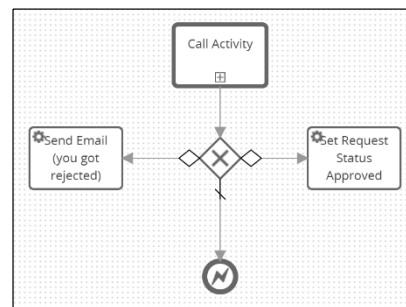 Call Activity
Send Email
(you got
rejected)
Set Request
Status
Approved